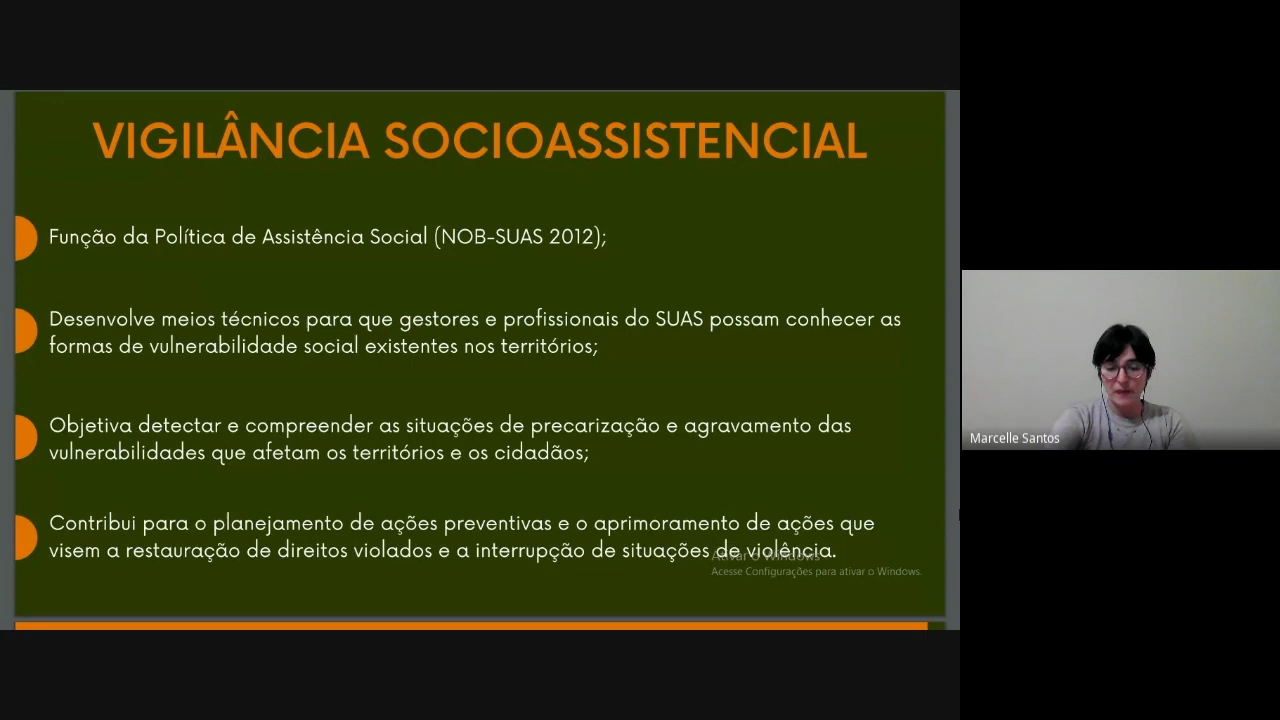 VIGILÂNCIA SOCIOASSISTENCIAL
Função da Política de Assistência Social (NOB-SUAS 2012);
Desenvolve meios técnicos para que gestores e profissionais do SUAS possam conhecer as
formas de vulnerabilidade social existentes nos territórios;
Objetiva detectar e compreender as situações de precarização e agravamento das
vulnerabilidades que afetam os territórios e os cidadãos;
Contribui para o planejamento de ações preventivas e o aprimoramento de ações que
visem a restauração de direitos violados e a interrupção de situações de violência.
Ativar o Windows
Acesse Configurações para ativar o Windows.
Marcelle Santos